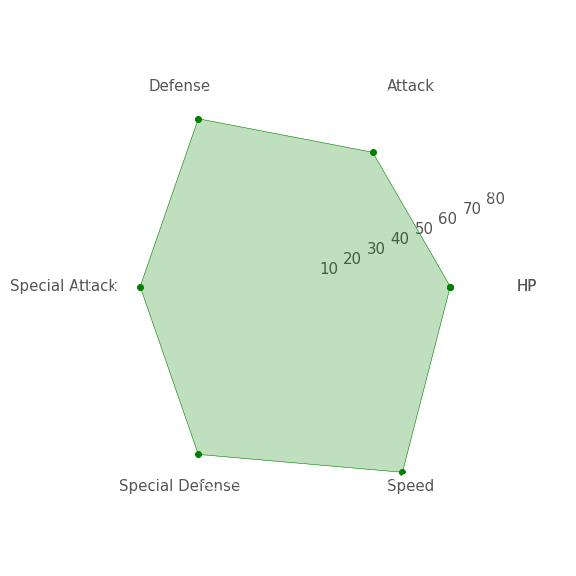 Defense
Attack
80
70
60
50
40
30
20
10
Special Attack
HP
Special Defense
Speed